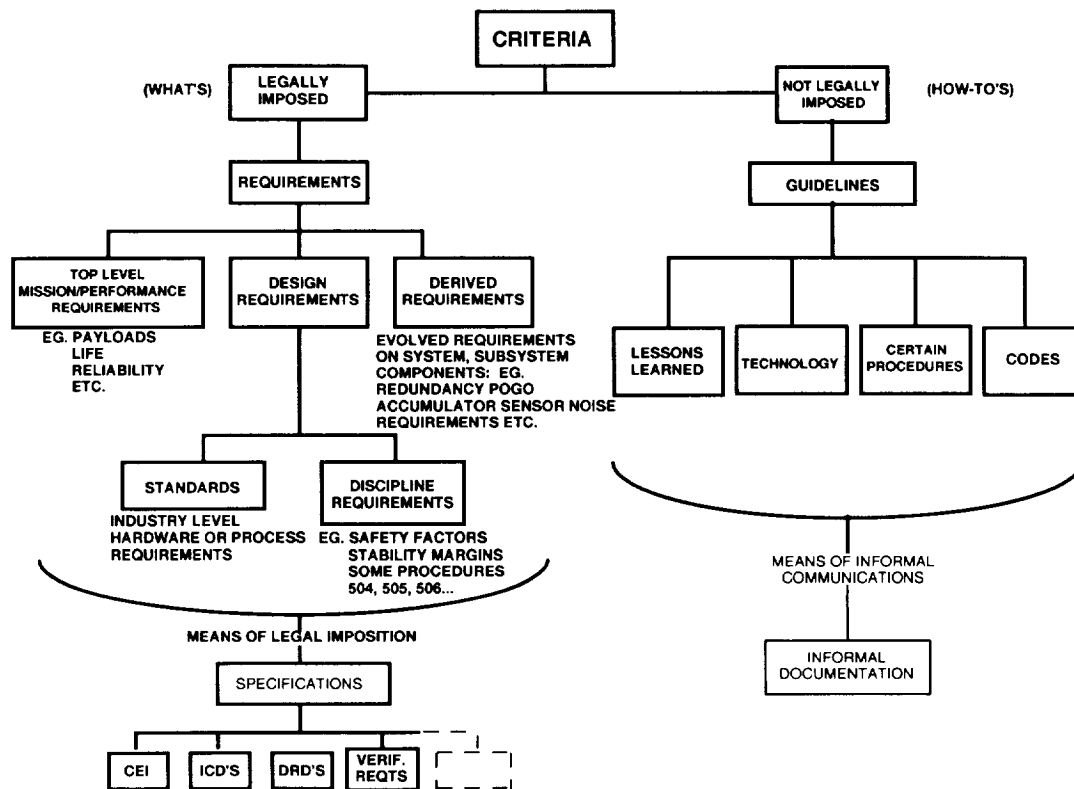 CRITERIA
(WHAT'S)
LEGALLY
IMPOSED
NOT LEGALLY
IMPOSED
(HOW-TO'S)
REQUIREMENTS
GUIDELINES
TOP LEVEL
MISSION/PERFORMANCE
REQUIREMENTS
EG. PAYLOADS
LIFE
RELIABILITY
ETC.
DESIGN
REQUIREMENTS
DERIVED
REQUIREMENTS
EVOLVED REQUIREMENTS
ON SYSTEM, SUBSYSTEM
COMPONENTS: EG.
REDUNDANCY POGO
ACCUMULATOR SENSOR NOISE
REQUIREMENTS ETC.
LESSONS
LEARNED
TECHNOLOGY
CERTAIN
PROCEDURES
CODES
STANDARDS
INDUSTRY LEVEL
HARDWARE OR PROCESS
REQUIREMENTS
DISCIPLINE
REQUIREMENTS
EG. SAFETY FACTORS
STABILITY MARGINS
SOME PROCEDURES
504, 505, 506...
MEANS OF INFORMAL
COMMUNICATIONS
INFORMAL
DOCUMENTATION
MEANS OF LEGAL IMPOSITION
SPECIFICATIONS
CEI
ICD'S
DRD'S
VERIF.
REQTS